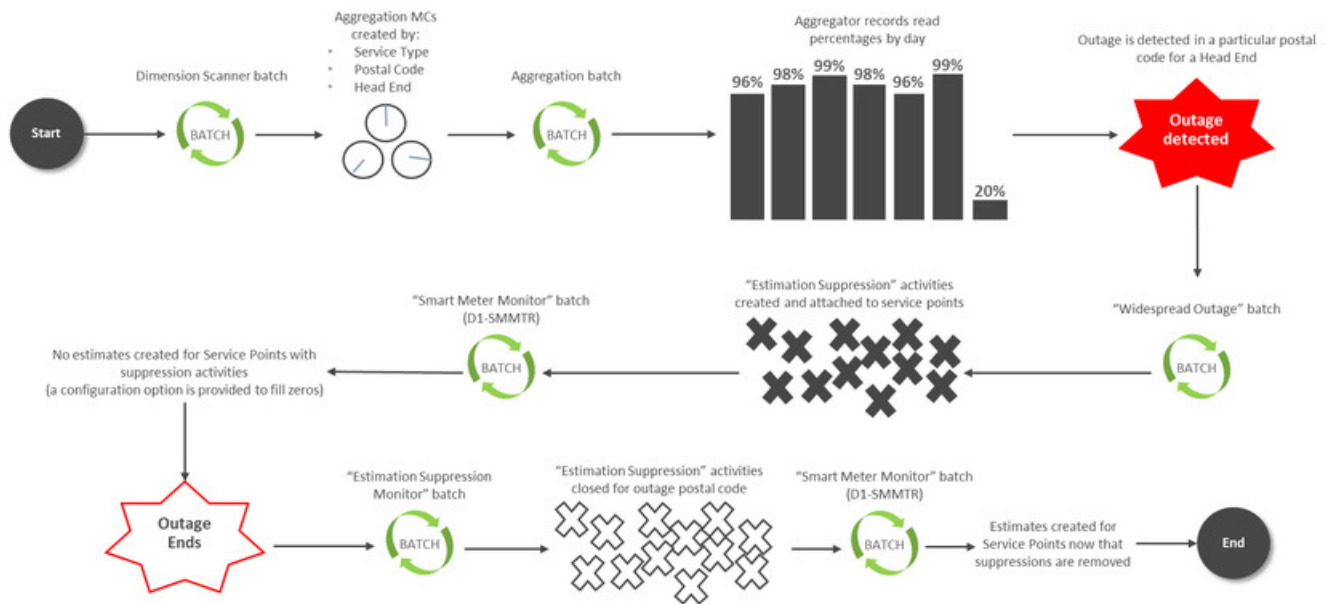 Start
Dimension Scanner batch
BATCH
Aggregation MCs
created by:
• Service Type
• Postal Code
• Head End
Aggregation batch
BATCH
Aggregator records read
percentages by day
96%
98%
99%
98%
96%
99%
20%
Outage is detected in a particular postal
code for a Head End
Outage
detected
"Widespread Outage" batch
BATCH
"Estimation Suppression" activities
created and attached to service points
"Smart Meter Monitor" batch
(D1-SMMTR)
BATCH
No estimates created for Service Points with
suppression activities
(a configuration option is provided to fill zeros)
Outage
Ends
"Estimation Suppression
Monitor" batch
BATCH
"Estimation Suppression" activities
closed for outage postal code
"Smart Meter Monitor" batch
(D1-SMMTR)
BATCH
Estimates created for
Service Points now that
suppressions are removed
End